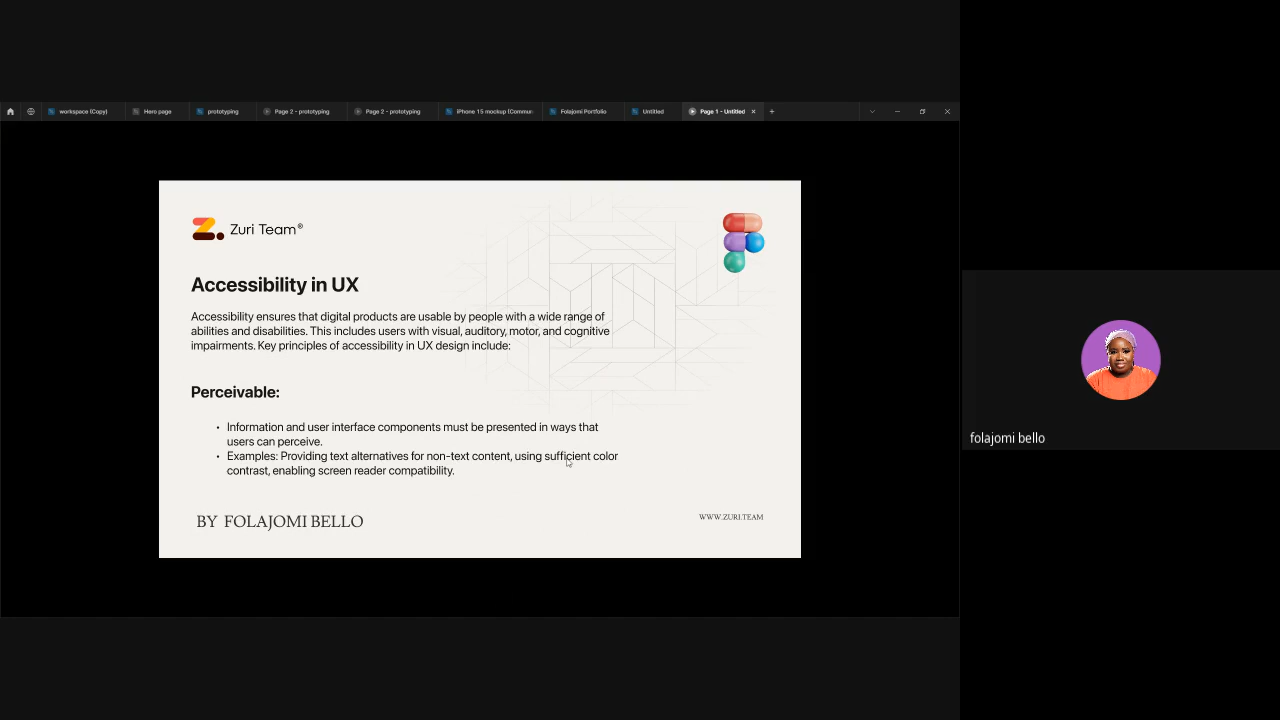 workspace (Copy)
Hero page
prototyping
Page 2 - prototyping
Page 2 - prototyping
iPhone 15 mockup (Commun
Folajomi Portfolio
Untitled
Page 1 - Untitled
Zuri Team®
Accessibility in UX
Accessibility ensures that digital products are usable by people with a wide range of
abilities and disabilities. This includes users with visual, auditory, motor, and cognitive
impairments. Key principles of accessibility in UX design include:
Perceivable:
• Information and user interface components must be presented in ways that
users can perceive.
• Examples: Providing text alternatives for non-text content, using sufficient color
contrast, enabling screen reader compatibility.
BY FOLAJOMI BELLO
WWW.ZURI.TEAM
folajomi bello